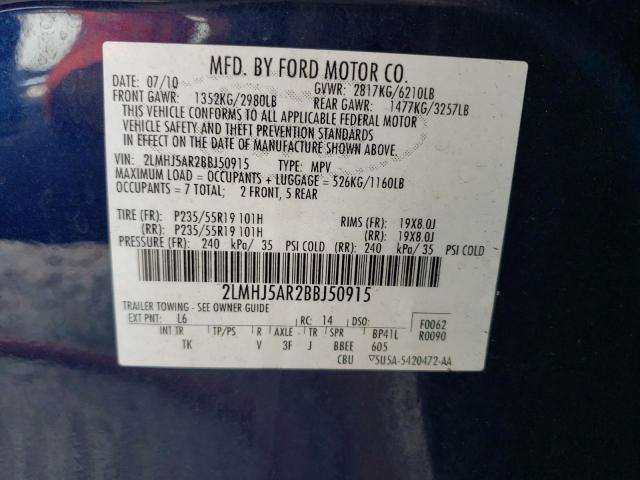 MFD. BY FORD MOTOR CO.
DATE: 07/10 GVWR: 2817KG/6210LB
FRONT GAWR: 1352KG/2980LB REAR GAWR: 1477KG/3257LB
THIS VEHICLE CONFORMS TO ALL APPLICABLE FEDERAL MOTOR
VEHICLE SAFETY AND THEFT PREVENTION STANDARDS
IN EFFECT ON THE DATE OF MANUFACTURE SHOWN ABOVE.
VIN: 2LMHJ5AR2BBJ50915 TYPE: MPV
MAXIMUM LOAD = OCCUPANTS + LUGGAGE = 526KG/1160LB
OCCUPANTS = 7 TOTAL; 2 FRONT, 5 REAR
TIRE (FR): P235/55R19 101H RIMS (FR): 19X8.0J
(RR): P235/55R19 101H (RR): 19X8.0J
PRESSURE (FR): 240 kPa/ 35 PSI COLD (RR): 240 kPa/ 35 PSI COLD
2LMHJ5AR2BBJ50915
TRAILER TOWING - SEE OWNER GUIDE
EXT PNT: L6 RC: 14 DSO: F0062
INT TR TP/PS R AXLE TR SPR BP41L R0090
TK V 3F J BBEE 605
CBU 5U5A-5420472-AA